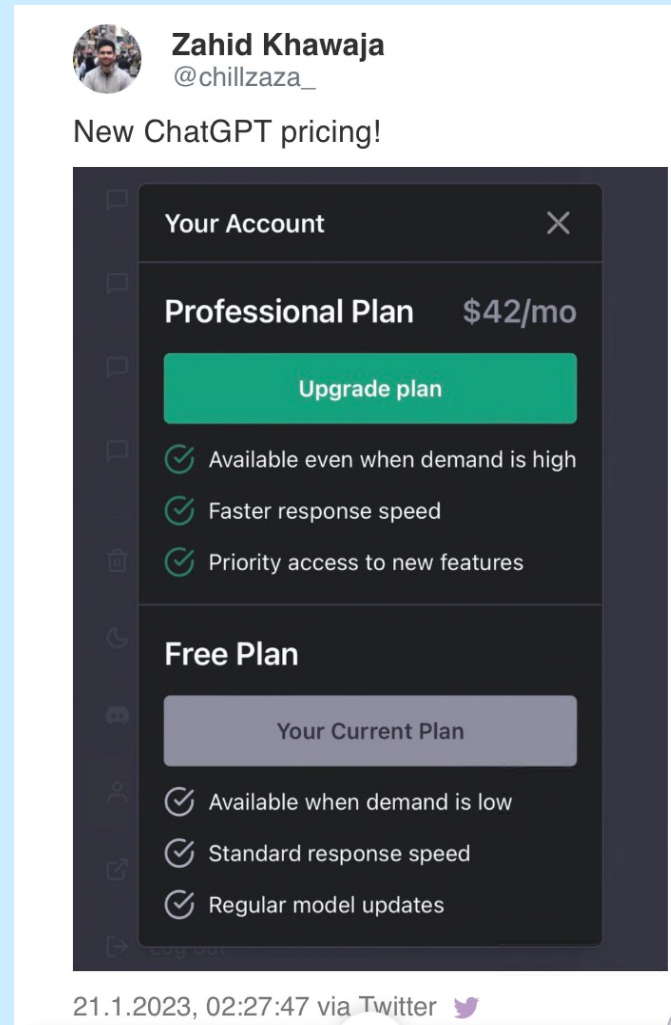 Zahid Khawaja
@chillzaza_
New ChatGPT pricing!
Your Account
Professional Plan $42/mo
Upgrade plan
Available even when demand is high
Faster response speed
Priority access to new features
Free Plan
Your Current Plan
Available when demand is low
Standard response speed
Regular model updates
Log out
21.1.2023, 02:27:47 via Twitter